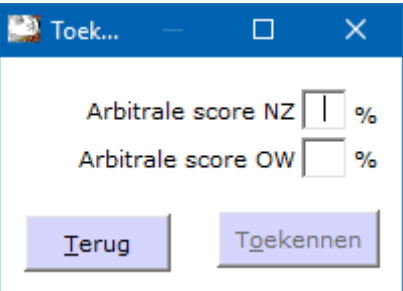 Toek...
Arbitrale score NZ %
Arbitrale score OW %
Terug Toekennen